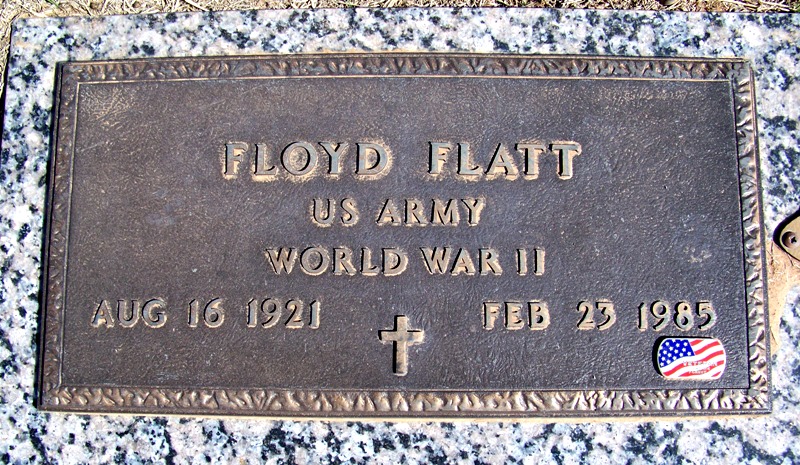 FLOYD FLATT
US ARMY
WORLD WAR II
AUG 16 1921 FEB 23 1985